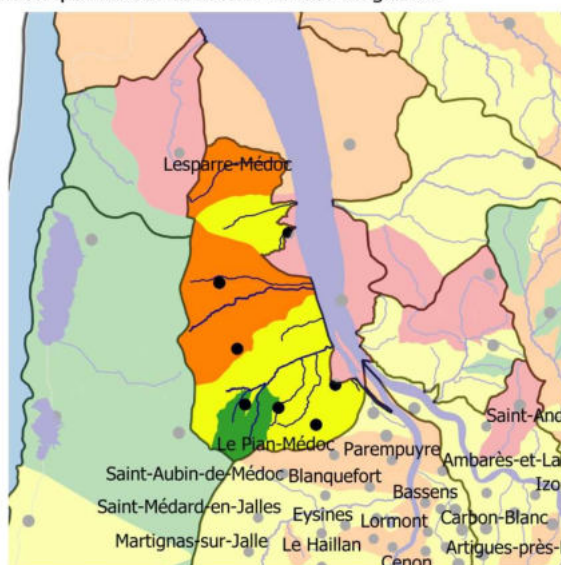 Lesparre-Médoc
Saint-And
Le Pian-Médoc
Parempuyre
Saint-Aubin-de-Médoc
Blanquefort
Ambarès-et-La
Bassens
Izo
Saint-Médard-en-Jalles
Eysines
Lormont
Carbon-Blanc
Martignas-sur-Jalle
Le Haillan
Cenon
Artigues-près-